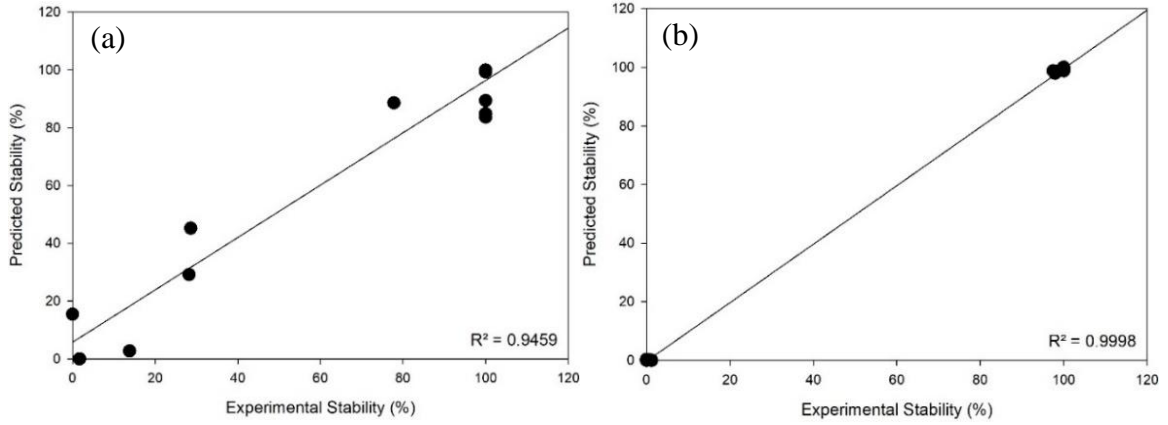 (a)
120
100
80
60
40
20
0
Predicted Stability (%)
R² = 0.9459
0 20 40 60 80 100 120
Experimental Stability (%)
(b)
120
100
80
60
40
20
0
Predicted Stability (%)
R² = 0.9998
0 20 40 60 80 100 120
Experimental Stability (%)